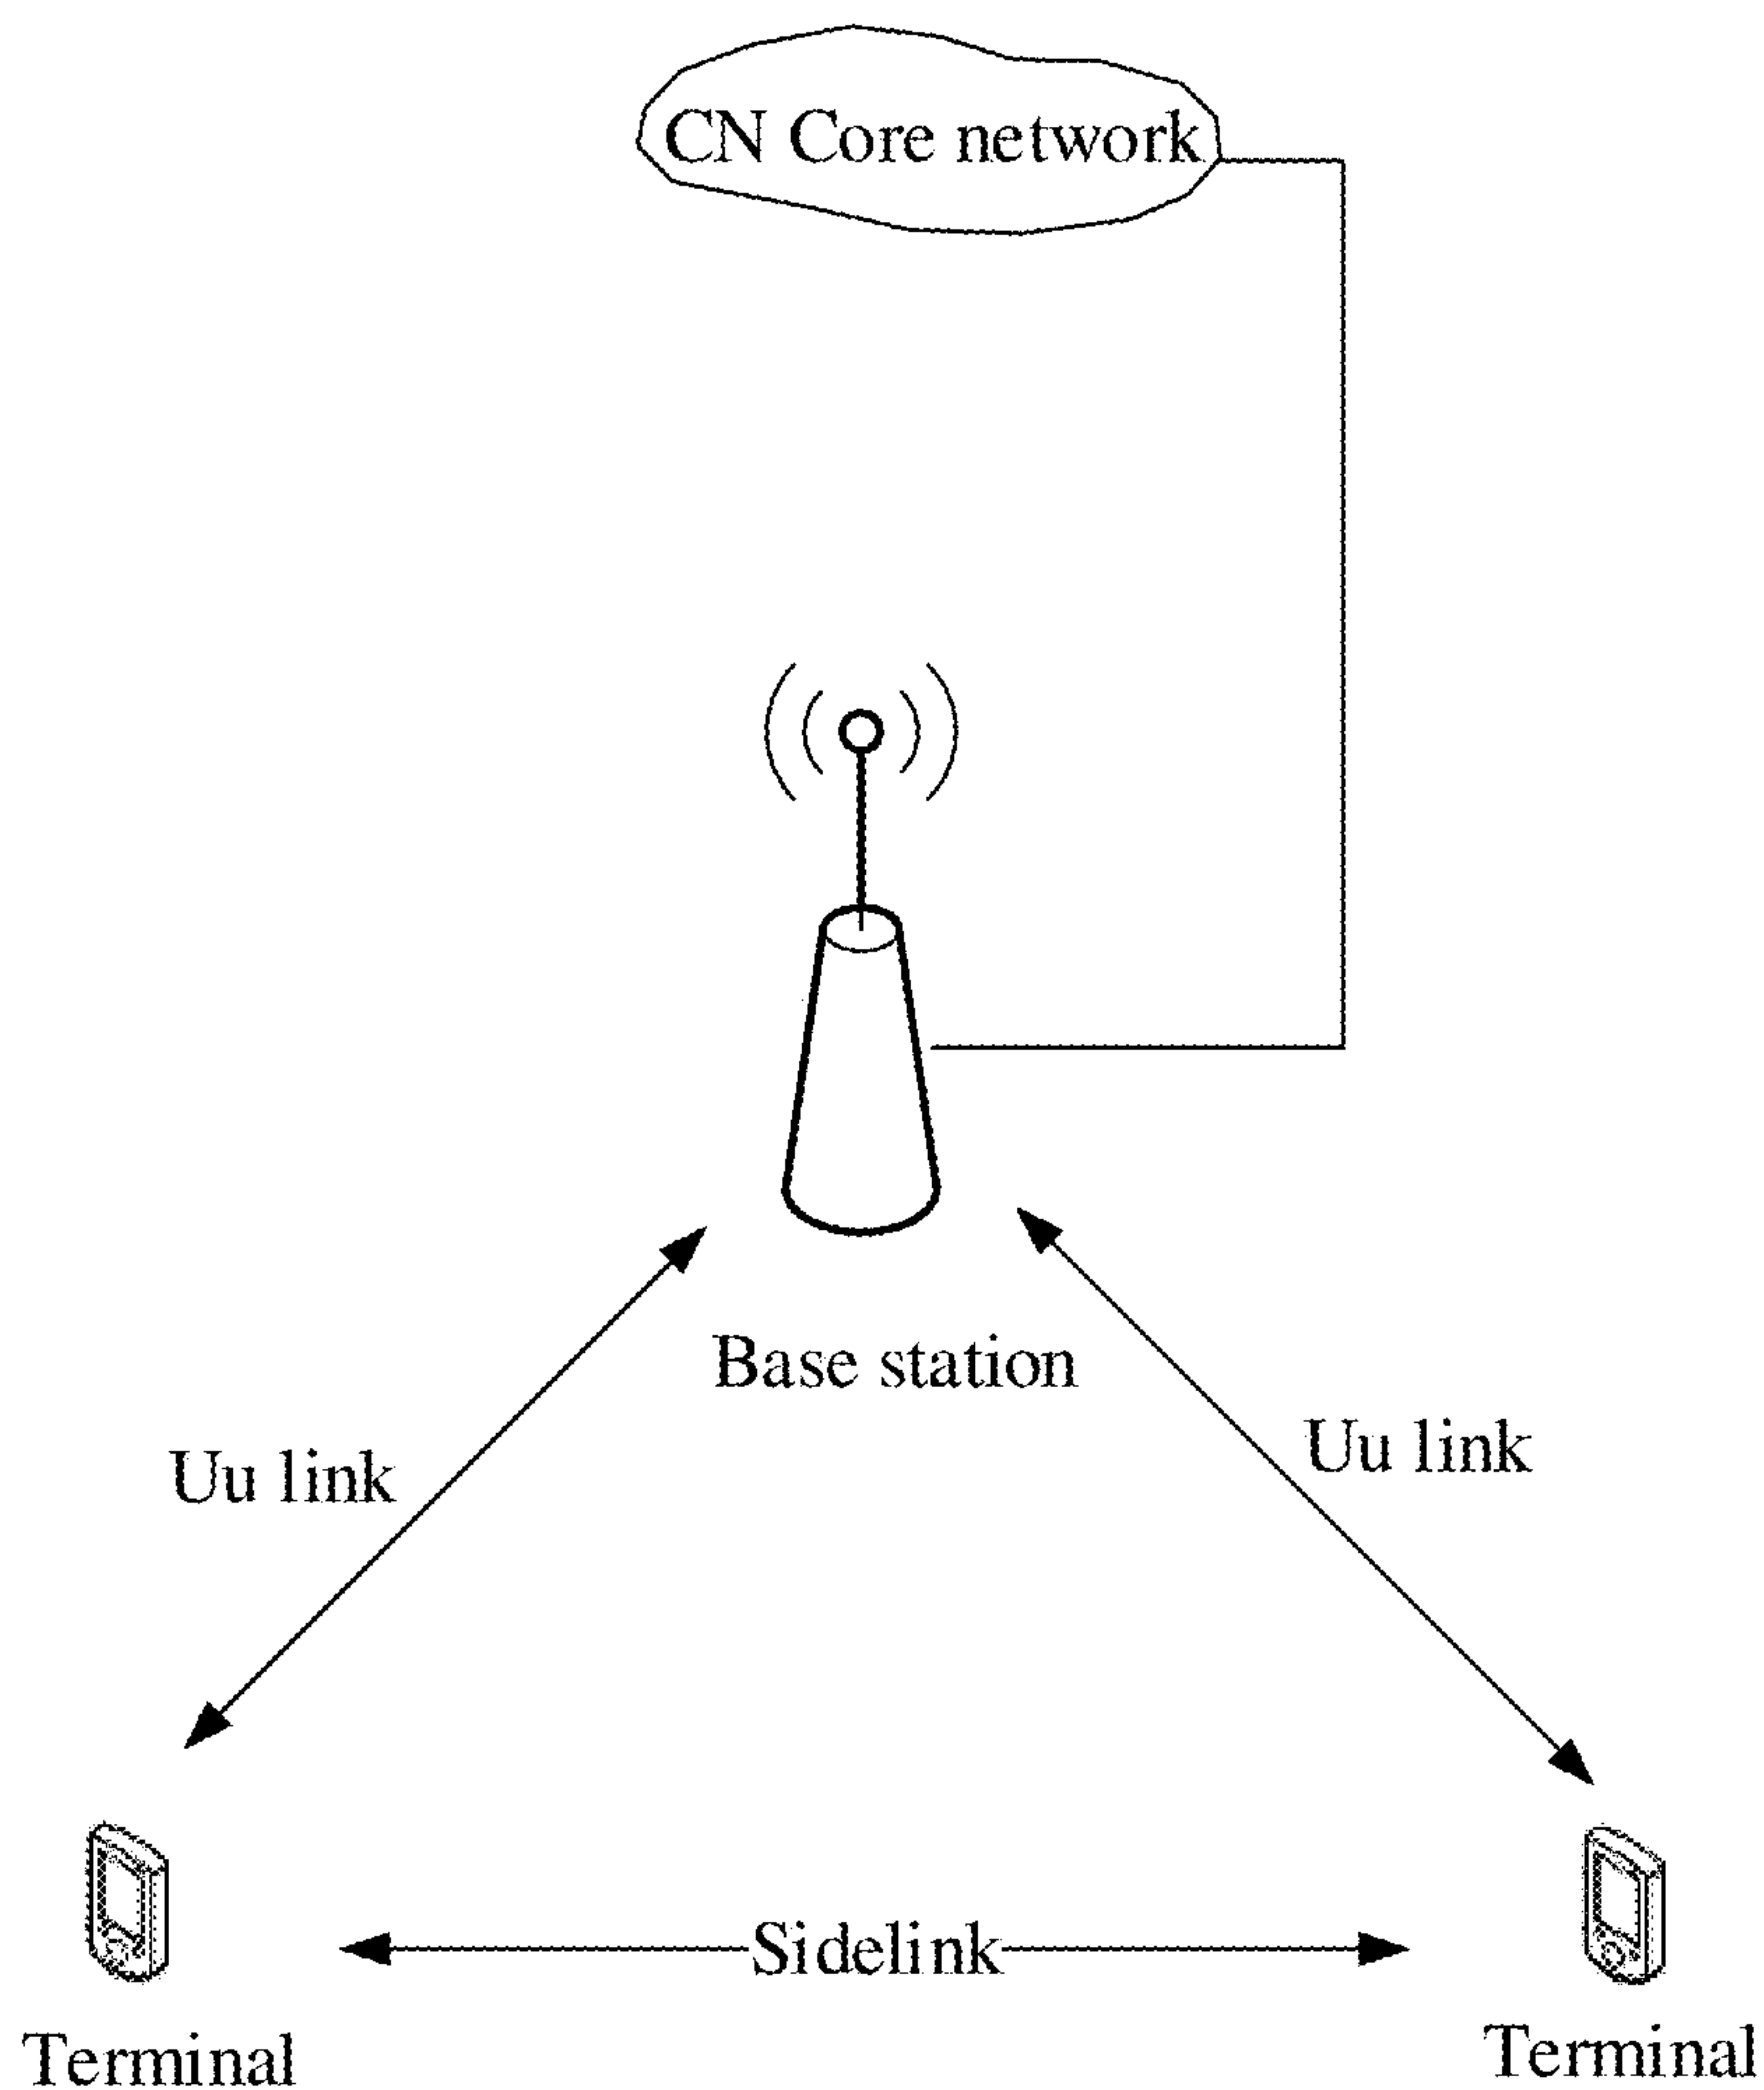 CN Core network
Base station
Uu link
Uu link
Sidelink
Terminal
Terminal